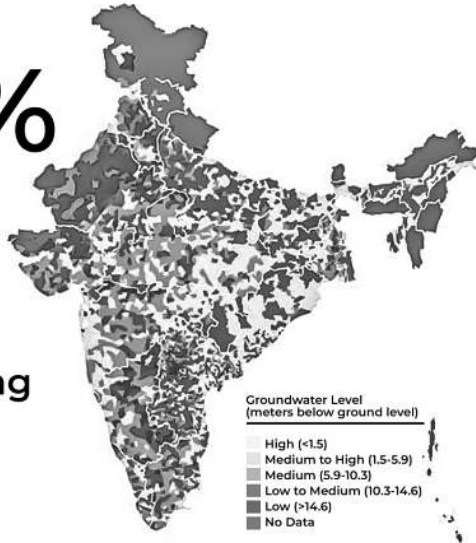 %
Groundwater Level
(meters below ground level)
High (<1.5)
Medium to High (1.5-5.9)
Medium (5.9-10.3)
Low to Medium (10.3-14.6)
Low (>14.6)
No Data